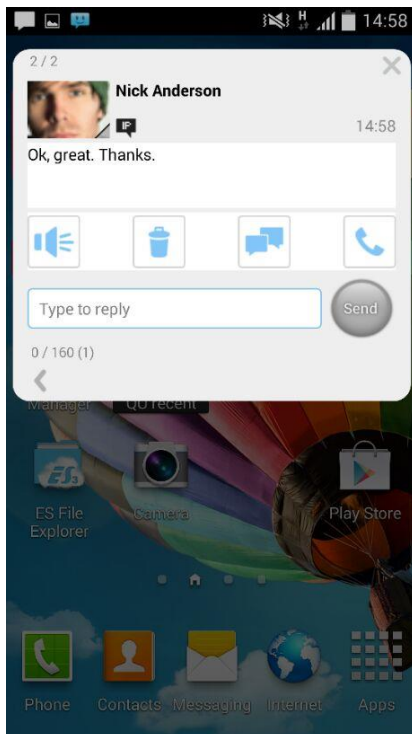 H
14:58
2 / 2
Nick Anderson
IP
14:58
Ok, great. Thanks.
Type to reply
Send
0 / 160 (1)
Manager
QU recent
ES File
Explorer
Camera
Play Store
Phone
Contacts
Messaging
Internet
Apps